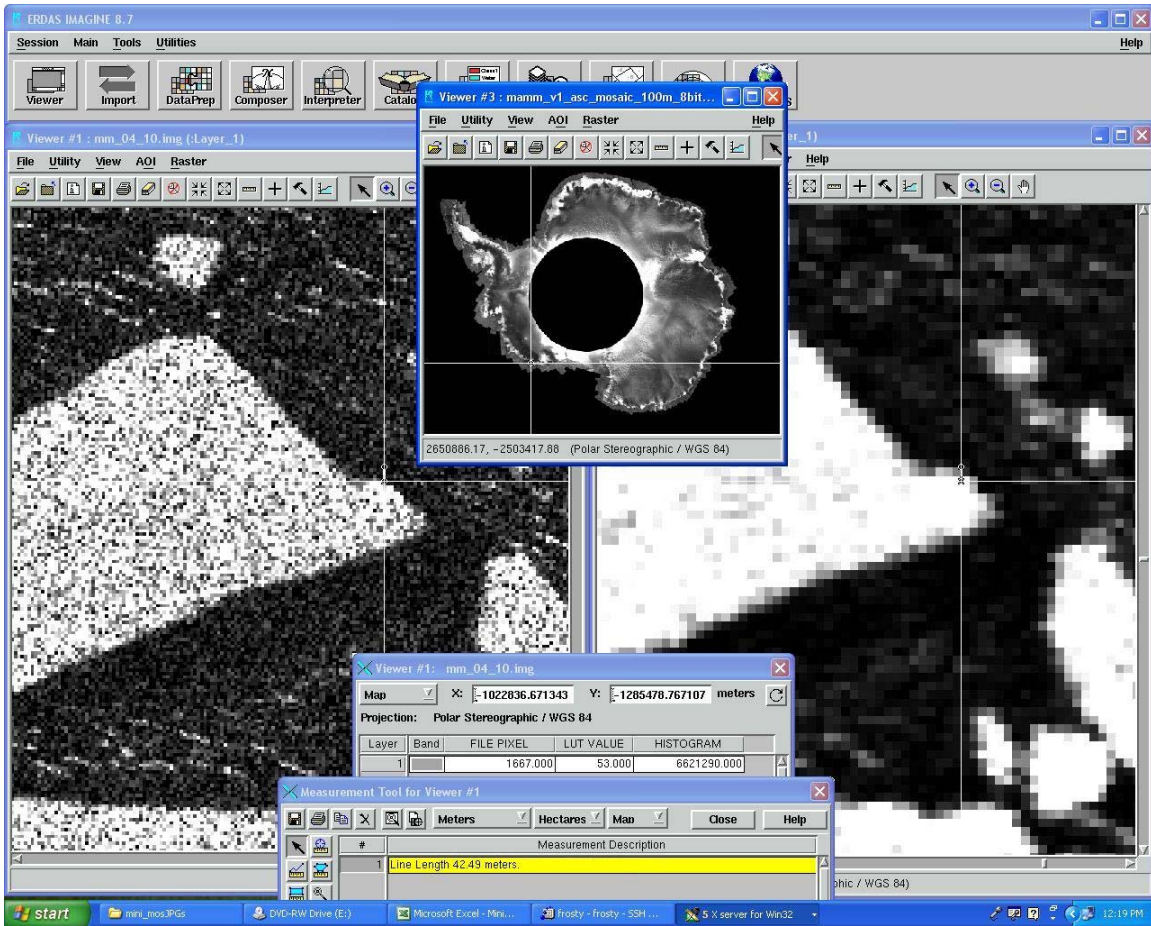 ERDAS IMAGINE 8.7
Session Main Tools Utilities Help
Viewer Import DataPrep Composer Interpreter
Viewer #3 : mamm_v1_asc_mosaic_100m_8bit...
File Utility View AOI Raster Help
2650886.17, -2503417.88 (Polar Stereographic / WGS 84)
Viewer #1 : mm_04_10.img (:Layer_1)
File Utility View AOI Raster
Help
Viewer #1: mm_04_10.img
Map X: -1022836.671343 Y: -1285478.767107 meters
Projection: Polar Stereographic / WGS 84
Layer Band FILE PIXEL LUT VALUE HISTOGRAM
1 1667.000 53.000 6621290.000
Measurement Tool for Viewer #1
Meters Hectares Map Close Help
# Measurement Description
1 Line Length 42.49 meters.
/ WGS 84)
start mini_mosJPGs DVD-RW Drive (E:) Microsoft Excel - Mini... frosty - frosty - SSH ... 5 X server for Win32 12:19 PM